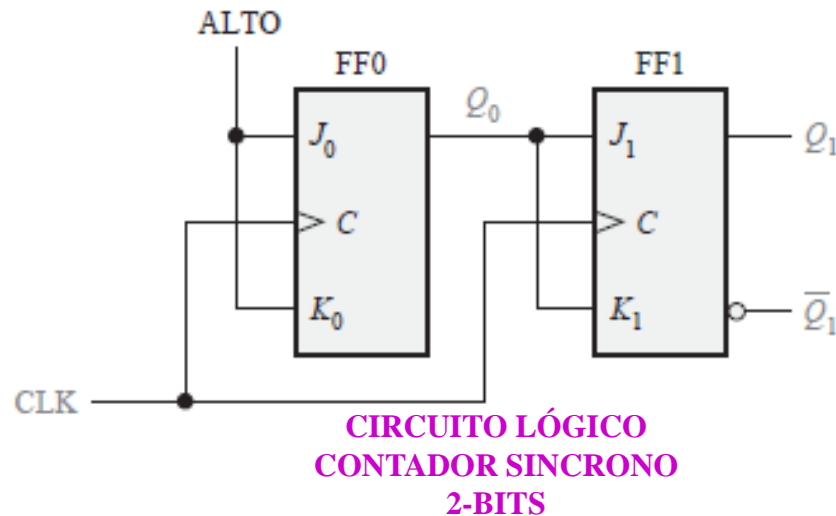 ALTO
FF0
FF1
Q₀
J₀
J₁
Q₁
C
C
K₀
K₁
Q̅₁
CLK
CIRCUITO LÓGICO
CONTADOR SINCRONO
2-BITS